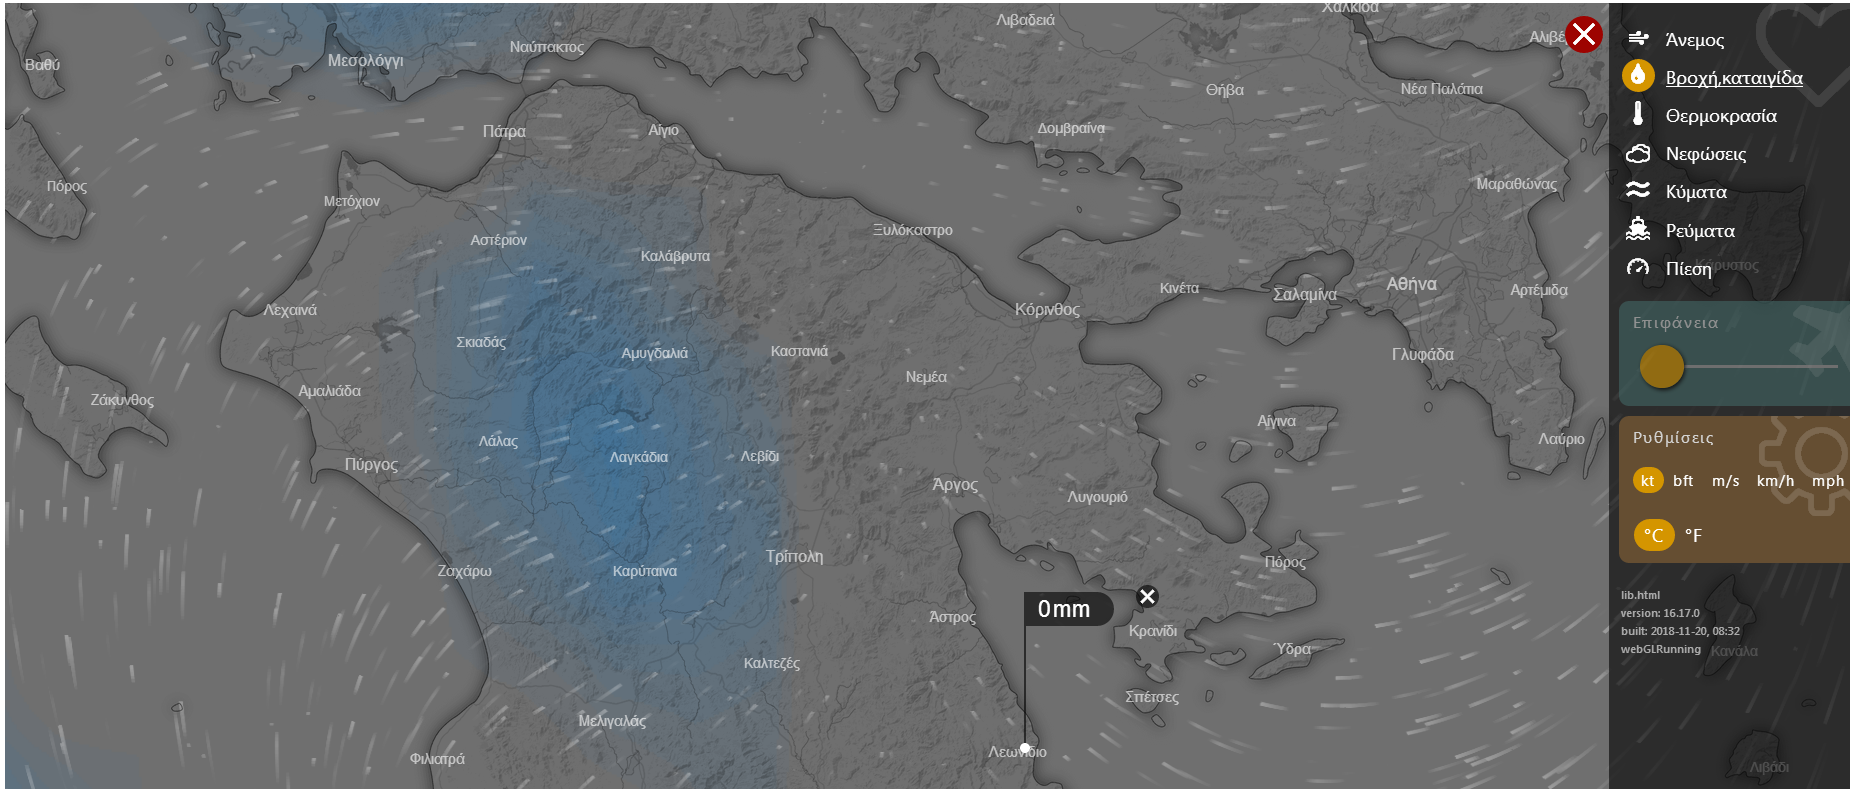 Λιβαδειά
Χαλκίδα
Ναύπακτος
Μεσολόγγι
Βαθύ
Θήβα
Νέα Παλάτια
Πάτρα
Αίγιο
Δομβραίνα
Πόρος
Μετόχιον
Μαραθώνας
Αστέριον
Καλάβρυτα
Ξυλόκαστρο
Λεχαινά
Κόρινθος
Κινέτα
Σαλαμίνα
Αθήνα
Αρτέμιδα
Σκιαδάς
Αμυγδαλιά
Καστανιά
Γλυφάδα
Νεμέα
Αμαλιάδα
Ζάκυνθος
Αίγινα
Λάλας
Λαγκάδια
Λεβίδι
Λαύριο
Πύργος
Άργος
Λυγουριό
Τρίπολη
Ζαχάρω
Καρύταινα
Πόρος
0mm
Άστρος
Κρανίδι
Ύδρα
Καλτεζές
Σπέτσες
Μελιγαλάς
Φιλιατρά
Λεωνίδιο
Άνεμος
Βροχή,καταιγίδα
Θερμοκρασία
Νεφώσεις
Κύματα
Ρεύματα
Πίεση
Κάρυστος
Επιφάνεια
Ρυθμίσεις
kt bft m/s km/h mph
°C °F
lib.html
version: 16.17.0
built: 2018-11-20, 08:32
webGLRunning
Κανάλα
Λιβάδι